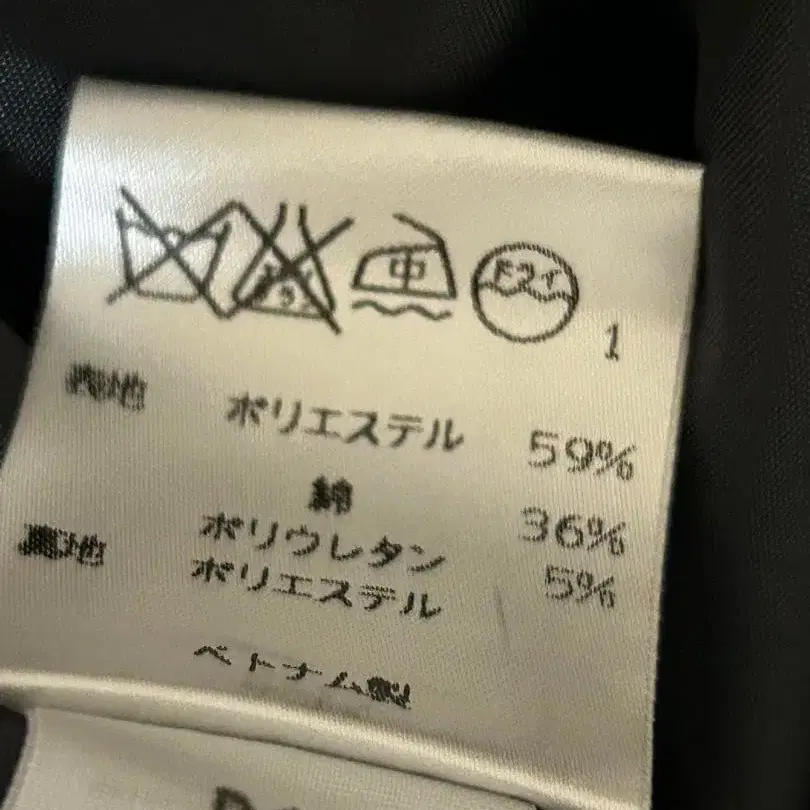 中 ドライ
1
表地 ポリエステル 59%
綿 36%
ポリウレタン 5%
裏地 ポリエステル
ベトナム製